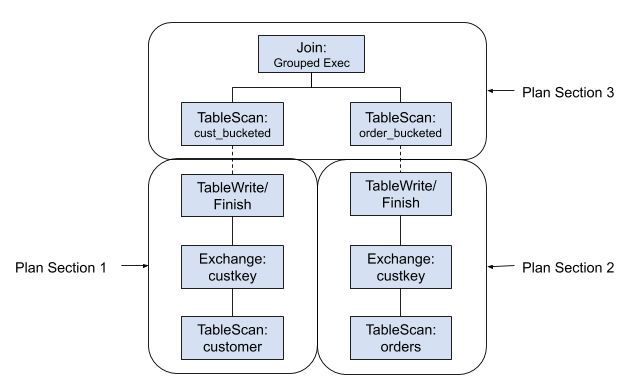 Join:
Grouped Exec
Plan Section 3
TableScan:
cust_bucketed
TableScan:
order_bucketed
TableWrite/
Finish
TableWrite/
Finish
Plan Section 1
Exchange:
custkey
Exchange:
custkey
Plan Section 2
TableScan:
customer
TableScan:
orders